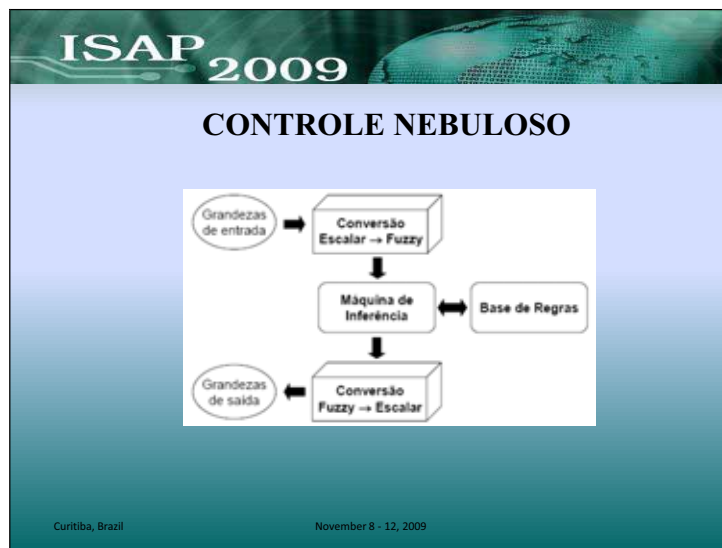 ISAP 2009
CONTROLE NEBULOSO
Grandezas
de entrada
Conversão
Escalar → Fuzzy
Máquina de
Inferência
Base de Regras
Grandezas
de saída
Conversão
Fuzzy → Escalar
Curitiba, Brazil
November 8 - 12, 2009